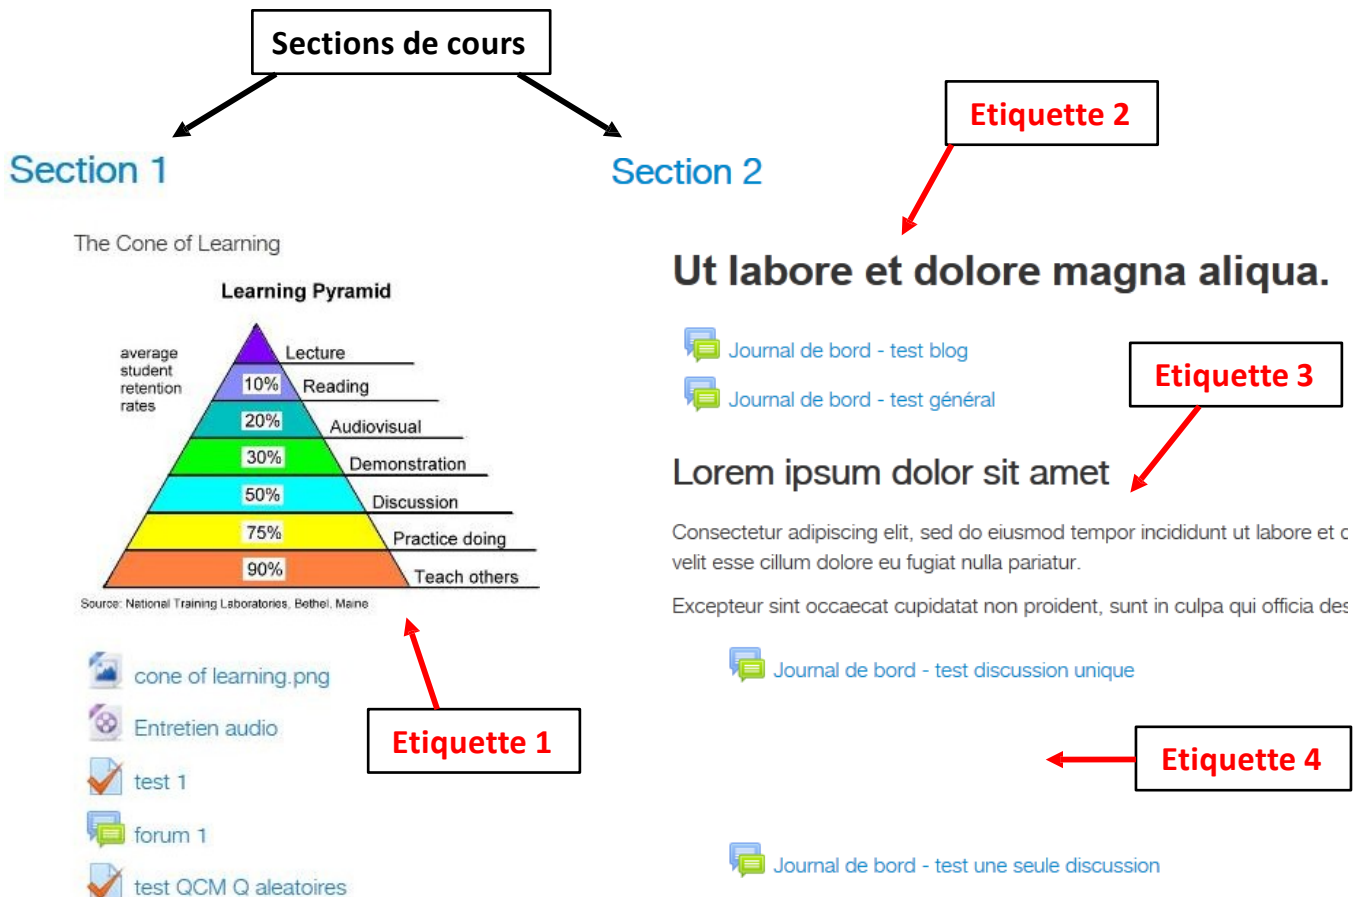 Sections de cours
Etiquette 2
Section 1
Section 2
The Cone of Learning
Learning Pyramid
average
student
retention
rates
Lecture
10% Reading
20% Audiovisual
30% Demonstration
50% Discussion
75% Practice doing
90% Teach others
Source: National Training Laboratories, Bethel, Maine
Etiquette 1
cone of learning.png
Entretien audio
test 1
forum 1
test QCM Q aleatoires
Ut labore et dolore magna aliqua.
Journal de bord - test blog
Journal de bord - test général
Etiquette 3
Lorem ipsum dolor sit amet
Consectetur adipiscing elit, sed do eiusmod tempor incididunt ut labore et
velit esse cillum dolore eu fugiat nulla pariatur.
Excepteur sint occaecat cupidatat non proident, sunt in culpa qui officia des
Journal de bord - test discussion unique
Etiquette 4
Journal de bord - test une seule discussion